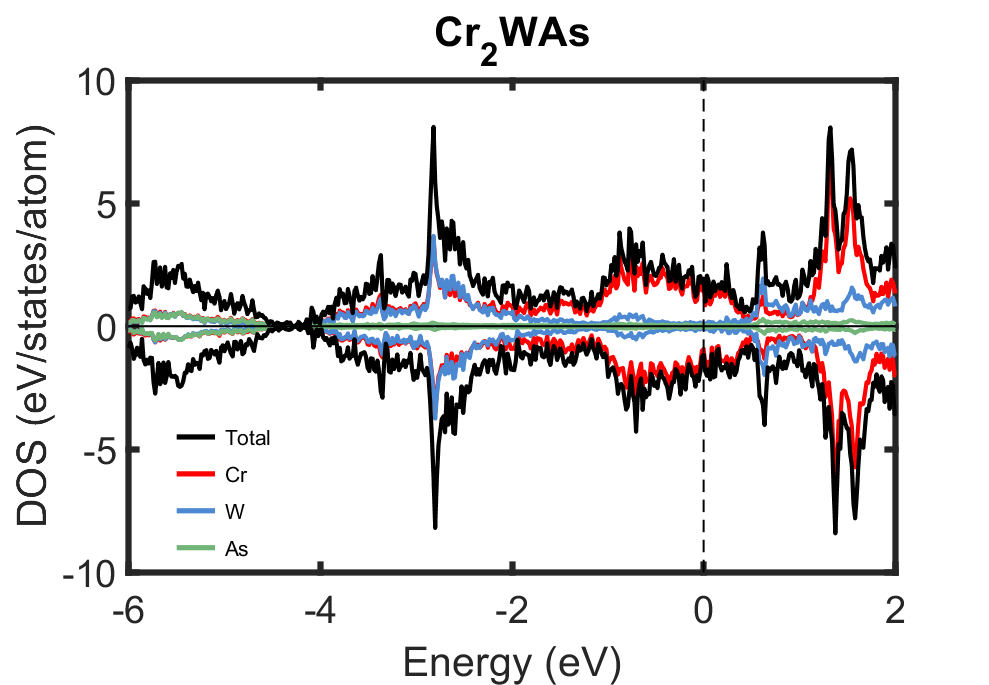 Cr2WAs
10
5
0
-5
-10
DOS (eV/states/atom)
Total
Cr
W
As
-6 -4 -2 0 2
Energy (eV)